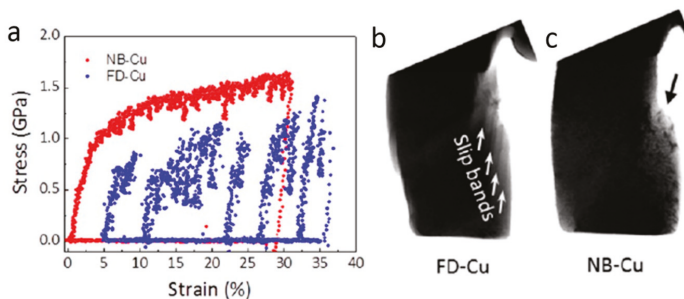 a
2.0
1.5
1.0
0.5
0.0
Stress (GPa)
NB-Cu
FD-Cu
0 5 10 15 20 25 30 35 40
Strain (%)
b
Slip bands
FD-Cu
c
NB-Cu